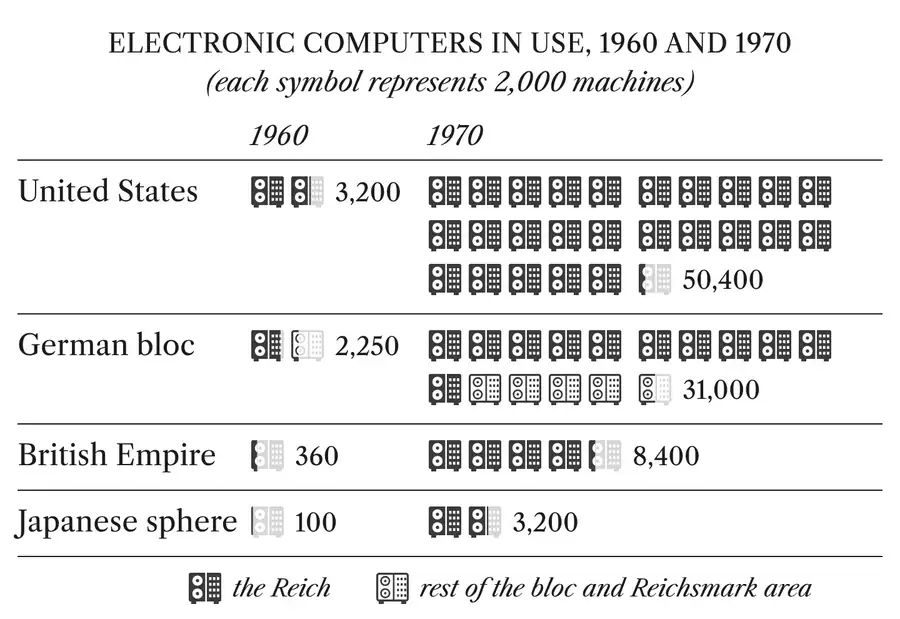 ELECTRONIC COMPUTERS IN USE, 1960 AND 1970
(each symbol represents 2,000 machines)
1960 1970
United States 3,200 50,400
German bloc 2,250 31,000
British Empire 360 8,400
Japanese sphere 100 3,200
the Reich rest of the bloc and Reichsmark area